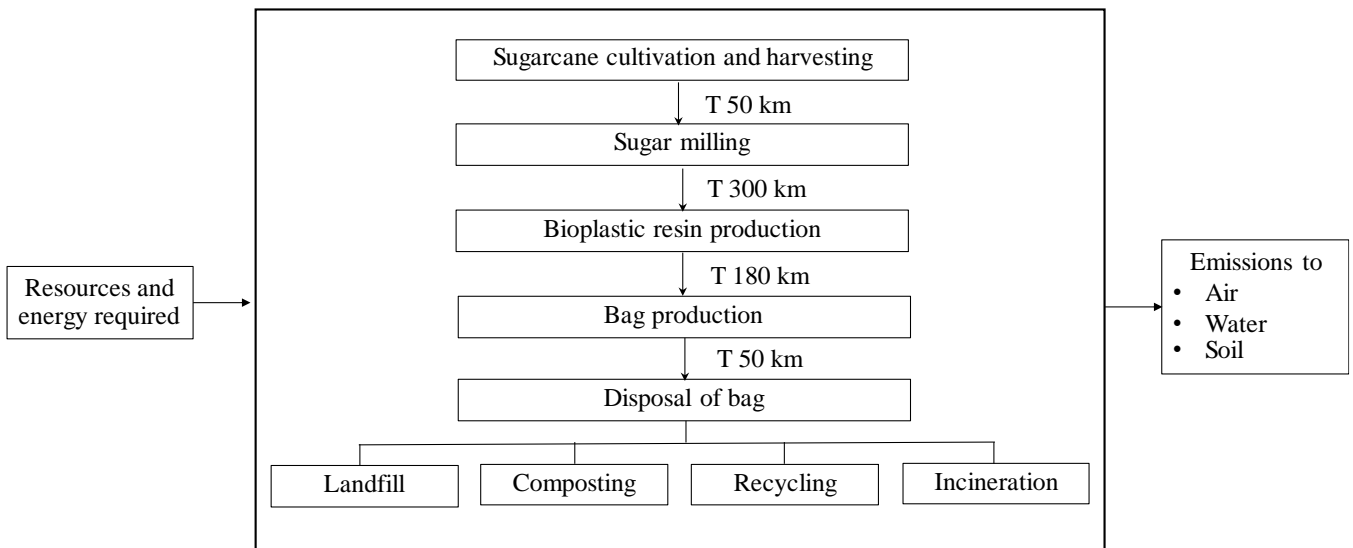 Sugarcane cultivation and harvesting
T 50 km
Sugar milling
T 300 km
Bioplastic resin production
T 180 km
Resources and
energy required
Bag production
T 50 km
Disposal of bag
Landfill
Composting
Recycling
Incineration
Emissions to
• Air
• Water
• Soil